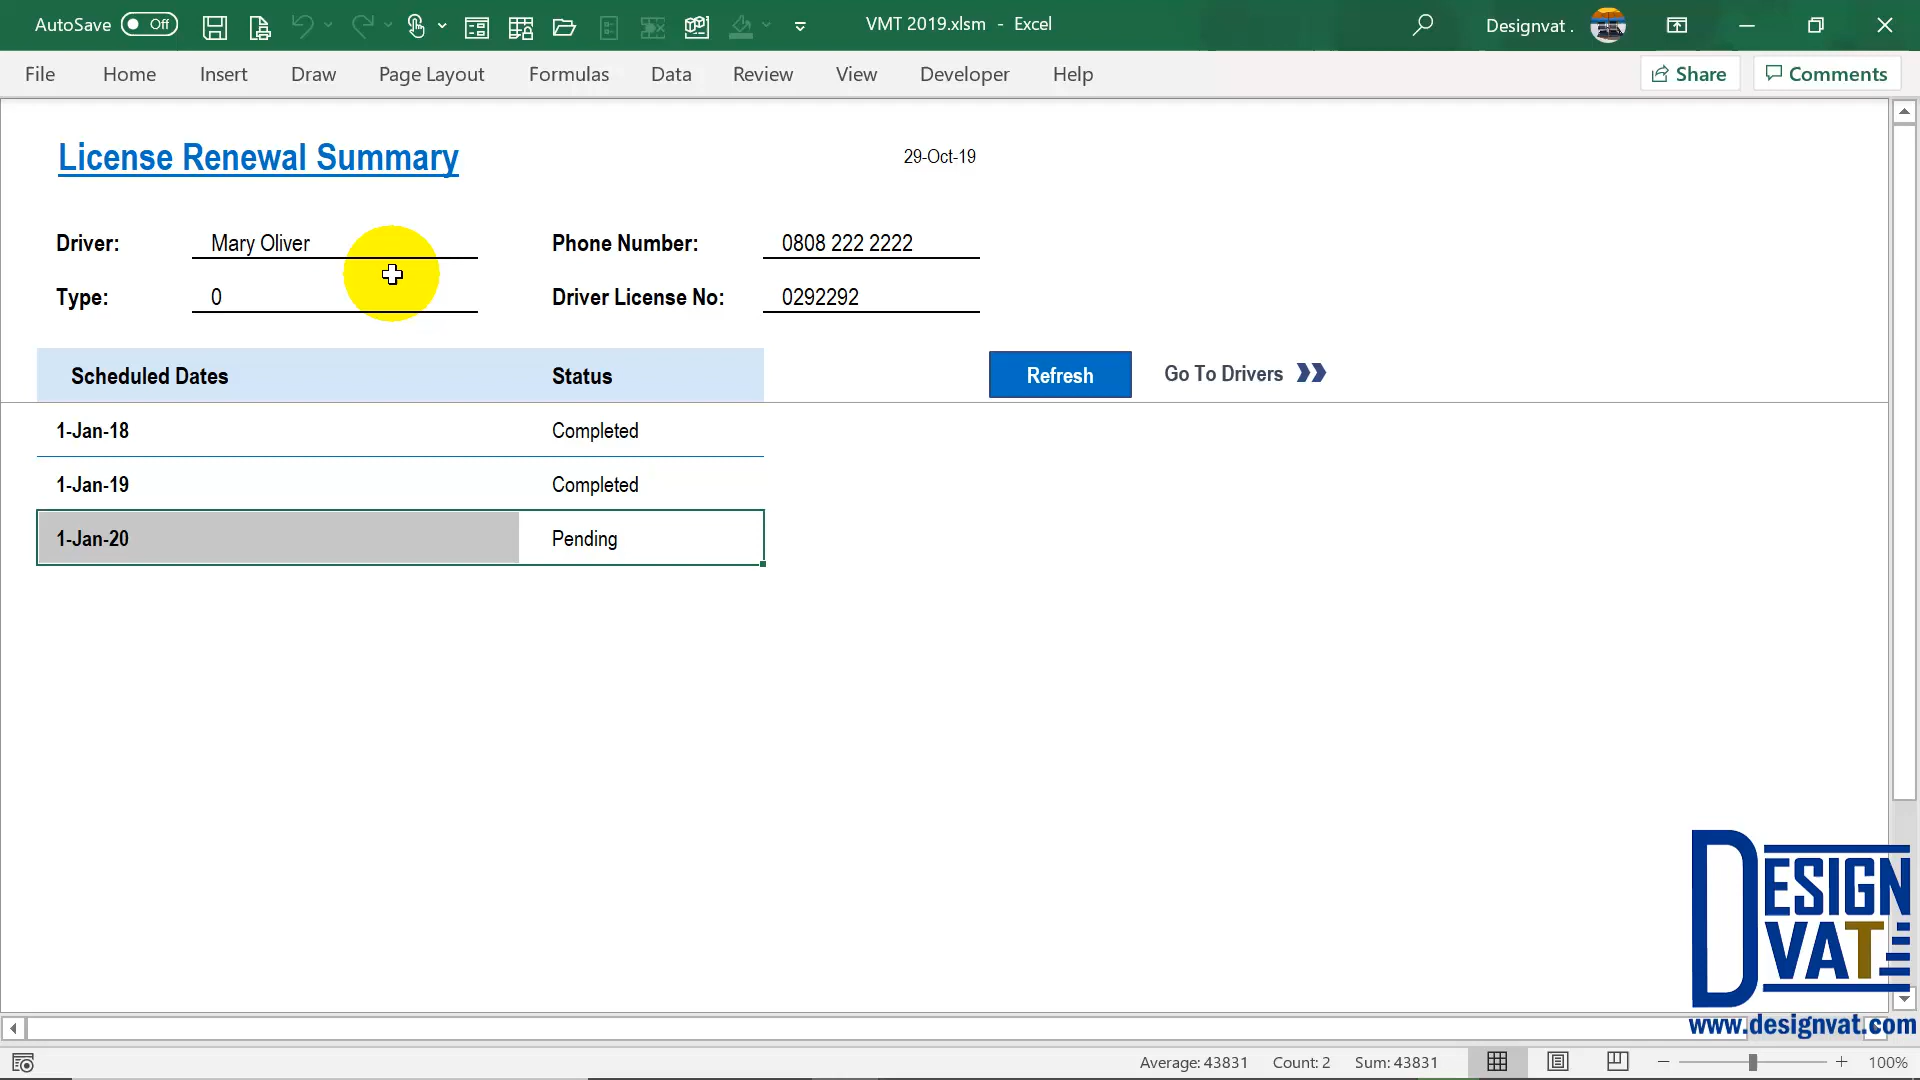 AutoSave Off VMT 2019.xlsm - Excel Designvat .
File Home Insert Draw Page Layout Formulas Data Review View Developer Help Share Comments
License Renewal Summary 29-Oct-19
Driver: Mary Oliver Phone Number: 0808 222 2222
Type: 0 Driver License No: 0292292
Scheduled Dates Status Refresh Go To Drivers
1-Jan-18 Completed
1-Jan-19 Completed
1-Jan-20 Pending
DESIGN
VAT
www.designvat.com
Average: 43831 Count: 2 Sum: 43831 100%